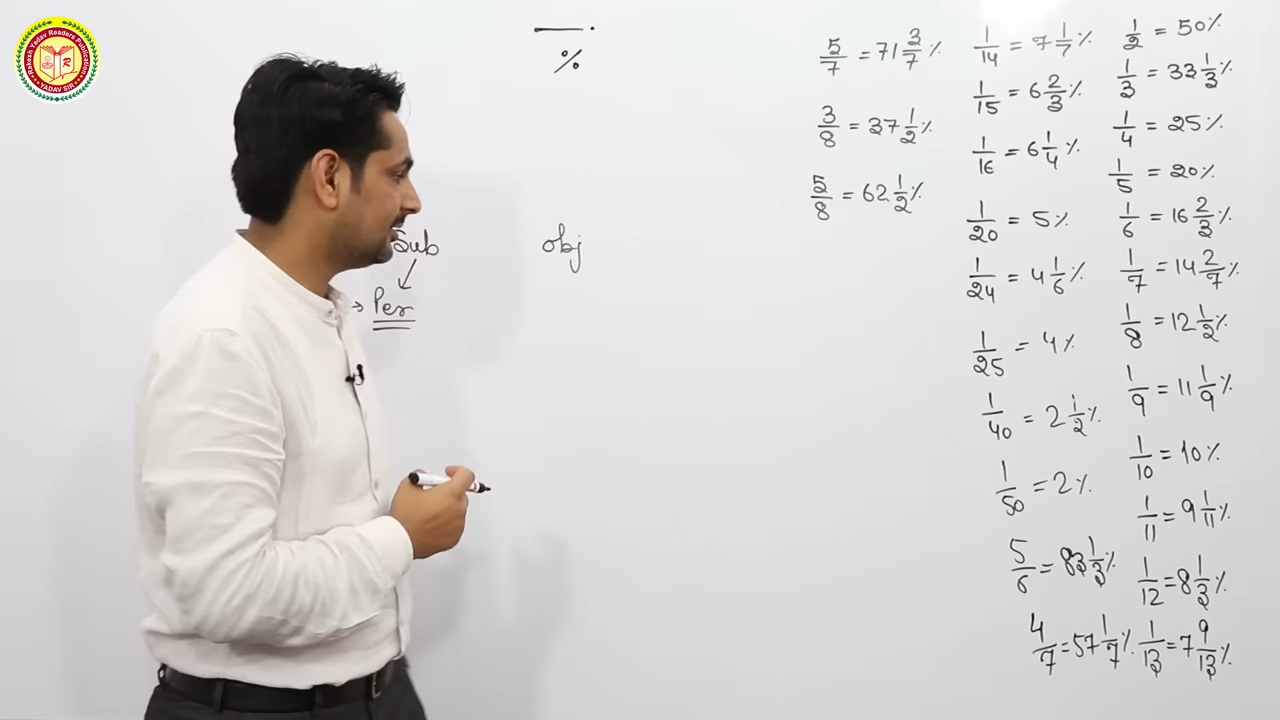 Rakesh Yadav Readers Publication
YADAV SIR
%
Sub obj
→ Per
5/7 = 71 3/7 %
3/8 = 37 1/2 %
5/8 = 62 1/2 %
1/14 = 7 1/7 %
1/15 = 6 2/3 %
1/16 = 6 1/4 %
1/20 = 5 %
1/24 = 4 1/6 %
1/25 = 4 %
1/40 = 2 1/2 %
1/50 = 2 %
5/6 = 83 1/3 %
4/7 = 57 1/7 %
1/2 = 50 %
1/3 = 33 1/3 %
1/4 = 25 %
1/5 = 20 %
1/6 = 16 2/3 %
1/7 = 14 2/7 %
1/8 = 12 1/2 %
1/9 = 11 1/9 %
1/10 = 10 %
1/11 = 9 1/11 %
1/12 = 8 1/3 %
1/13 = 7 9/13 %